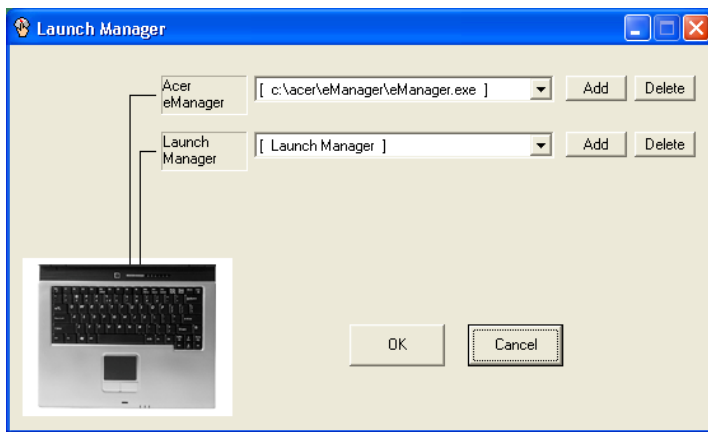 Launch Manager
Acer
eManager
[ c:\acer\eManager\eManager.exe ]
Add
Delete
Launch
Manager
[ Launch Manager ]
Add
Delete
OK
Cancel